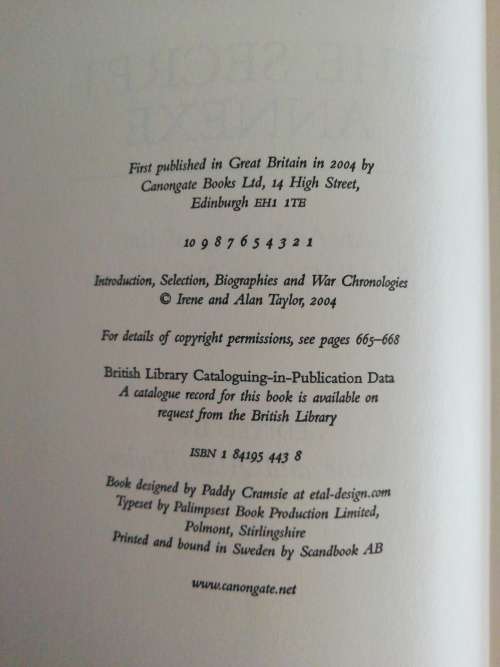 First published in Great Britain in 2004 by
Canongate Books Ltd, 14 High Street,
Edinburgh EH1 1TE
10 9 8 7 6 5 4 3 2 1
Introduction, Selection, Biographies and War Chronologies
© Irene and Alan Taylor, 2004
For details of copyright permissions, see pages 665–668
British Library Cataloguing-in-Publication Data
A catalogue record for this book is available on
request from the British Library
ISBN 1 84195 443 8
Book designed by Paddy Cramsie at etal-design.com
Typeset by Palimpsest Book Production Limited,
Polmont, Stirlingshire
Printed and bound in Sweden by Scandbook AB
www.canongate.net